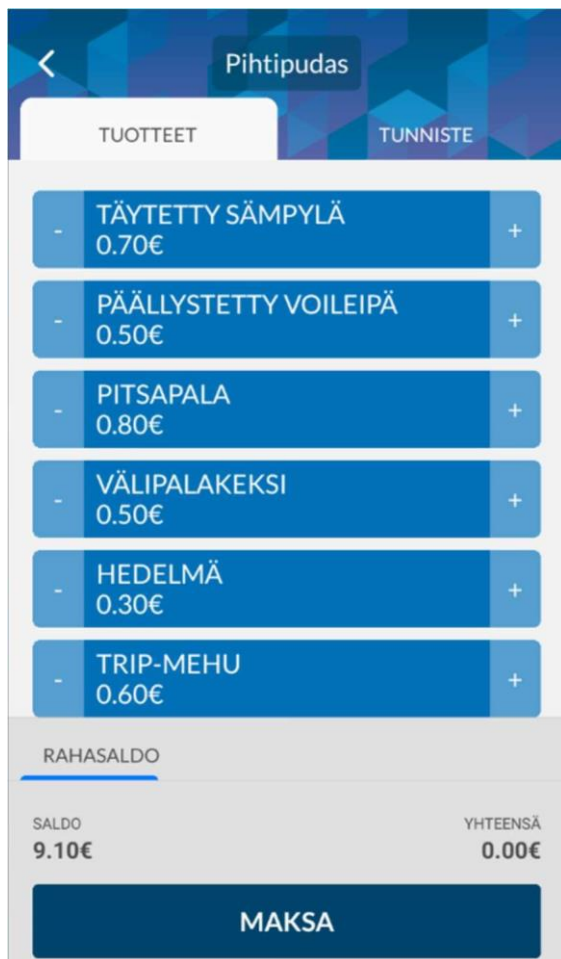 Pihtipudas
TUOTTEET TUNNISTE
TÄYTETTY SÄMPYLÄ
- 0.70€ +
PÄÄLLYSTETTY VOILEIPÄ
- 0.50€ +
PITSAPALA
- 0.80€ +
VÄLIPALAKEKSI
- 0.50€ +
HEDELMÄ
- 0.30€ +
TRIP-MEHU
- 0.60€ +
RAHASALDO
SALDO YHTEENSÄ
9.10€ 0.00€
MAKSA